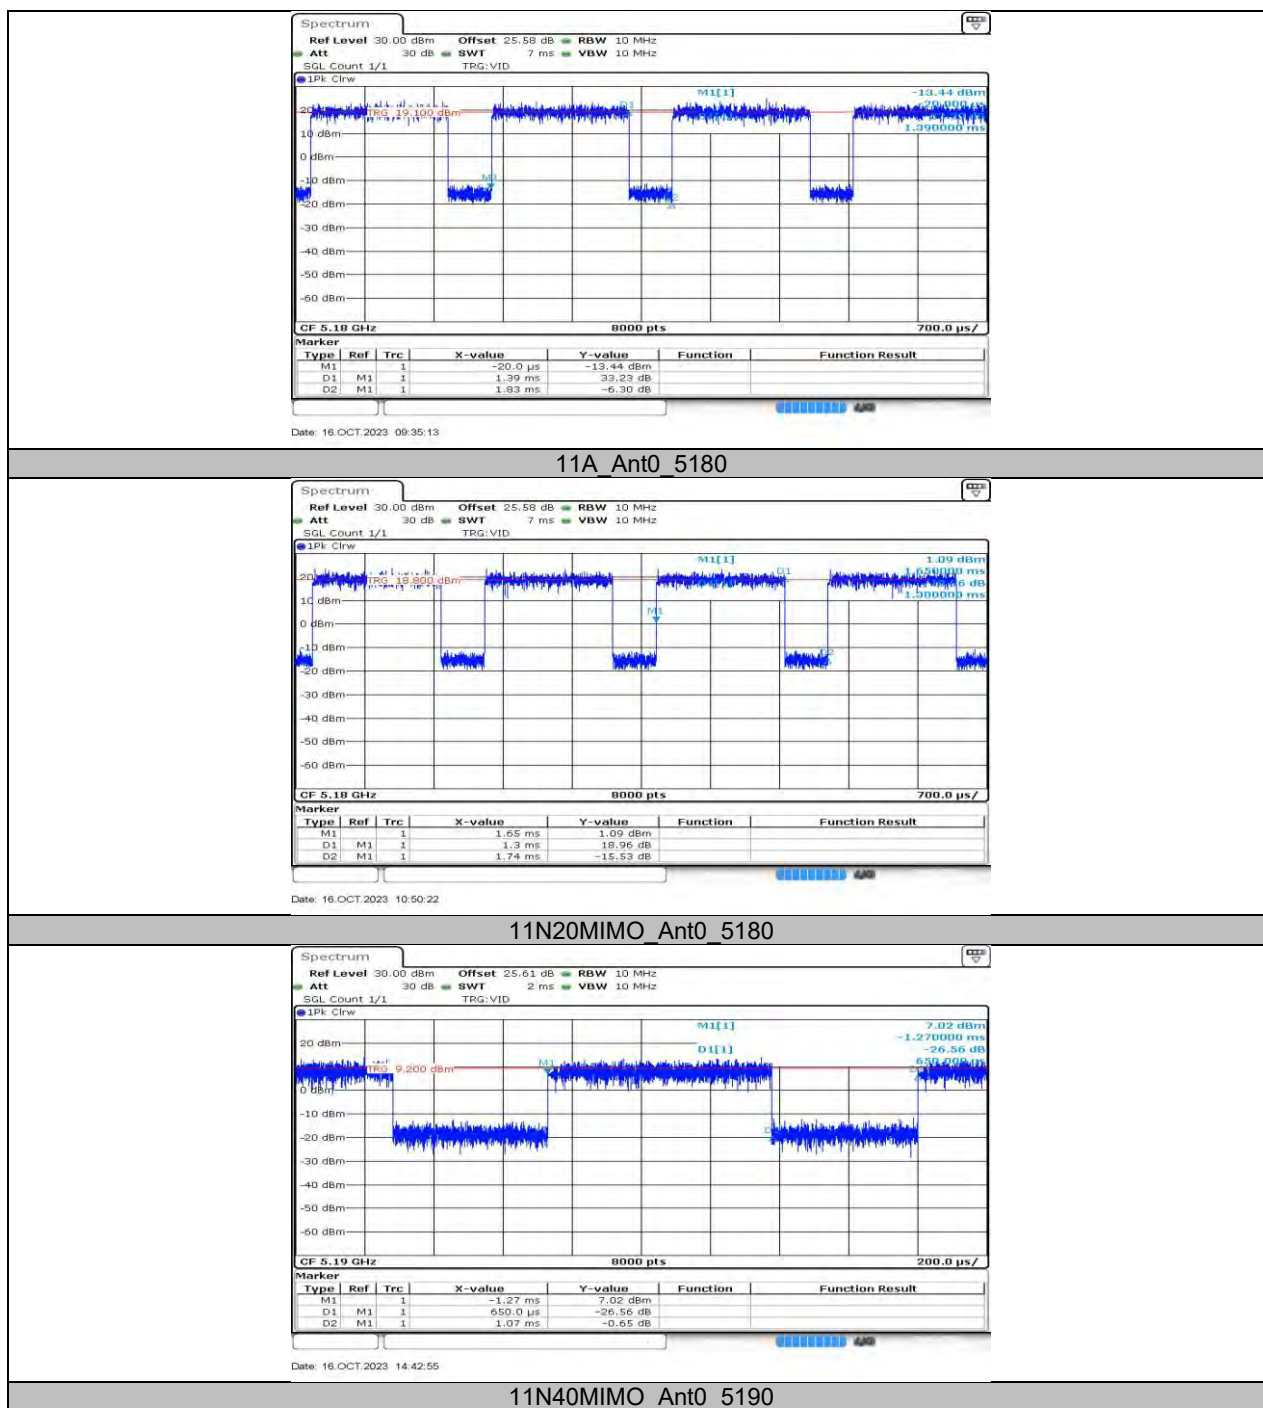 Spectrum
Ref Level 30.00 dBm Offset 25.58 dB RBW 10 MHz
Att 30 dB SWT 7 ms VBW 10 MHz
SGL Count 1/1 TRG:VID
1Pk Clrw
M1[1] -13.44 dBm
-20.000 µs
20
TRG 19.100 dBm
D1
1.390000 ms
10 dBm
0 dBm
-10 dBm
M1
-20 dBm
-30 dBm
-40 dBm
-50 dBm
-60 dBm
CF 5.18 GHz 8000 pts 700.0 µs/
Marker
Type Ref Trc X-value Y-value Function Function Result
M1 1 -20.0 µs -13.44 dBm
D1 M1 1 1.39 ms 33.23 dB
D2 M1 1 1.83 ms -6.30 dB
Date: 16.OCT.2023 09:35:13
11A_Ant0_5180
Spectrum
Ref Level 30.00 dBm Offset 25.58 dB RBW 10 MHz
Att 30 dB SWT 7 ms VBW 10 MHz
SGL Count 1/1 TRG:VID
1Pk Clrw
M1[1] 1.09 dBm
D1 1.650000 ms
20
TRG 18.800 dBm
1.300000 ms
10 dBm
M1
0 dBm
-10 dBm
D2
-20 dBm
-30 dBm
-40 dBm
-50 dBm
-60 dBm
CF 5.18 GHz 8000 pts 700.0 µs/
Marker
Type Ref Trc X-value Y-value Function Function Result
M1 1 1.65 ms 1.09 dBm
D1 M1 1 1.3 ms 18.96 dB
D2 M1 1 1.74 ms -15.53 dB
Date: 16.OCT.2023 10:50:22
11N20MIMO_Ant0_5180
Spectrum
Ref Level 30.00 dBm Offset 25.61 dB RBW 10 MHz
Att 30 dB SWT 2 ms VBW 10 MHz
SGL Count 1/1 TRG:VID
1Pk Clrw
M1[1] 7.02 dBm
-1.270000 ms
20 dBm
D1[1] -26.56 dB
M1 650.000 µs
TRG 9.200 dBm
0 dBm
-10 dBm
-20 dBm
-30 dBm
-40 dBm
-50 dBm
-60 dBm
CF 5.19 GHz 8000 pts 200.0 µs/
Marker
Type Ref Trc X-value Y-value Function Function Result
M1 1 -1.27 ms 7.02 dBm
D1 M1 1 650.0 µs -26.56 dB
D2 M1 1 1.07 ms -0.65 dB
Date: 16.OCT.2023 14:42:55
11N40MIMO_Ant0_5190